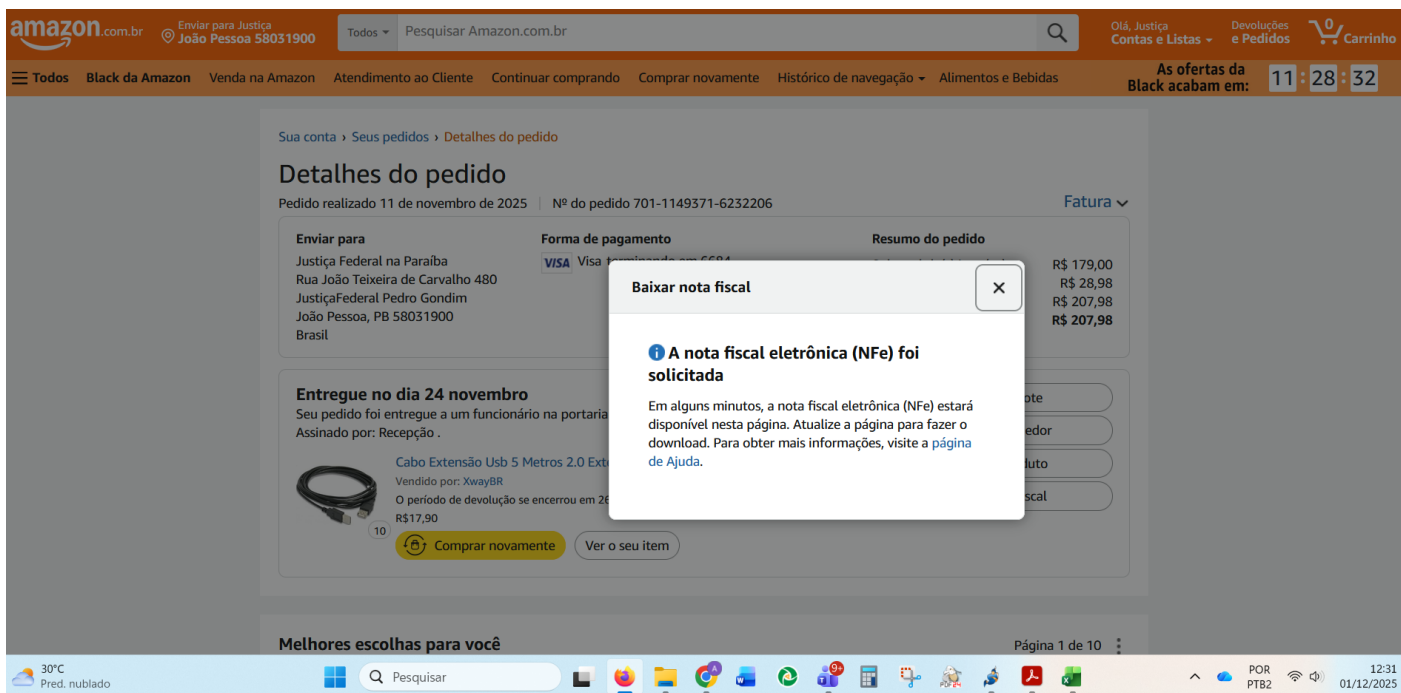 amazon.com.br
Enviar para Justiça
João Pessoa 58031900
Todos
Pesquisar Amazon.com.br
Olá, Justiça
Contas e Listas
Devoluções
e Pedidos
0
Carrinho
Todos
Black da Amazon
Venda na Amazon
Atendimento ao Cliente
Continuar comprando
Comprar novamente
Histórico de navegação
Alimentos e Bebidas
As ofertas da
Black acabam em:
11 : 28 : 32
Sua conta › Seus pedidos › Detalhes do pedido
Detalhes do pedido
Pedido realizado 11 de novembro de 2025 | Nº do pedido 701-1149371-6232206
Fatura
Enviar para
Justiça Federal na Paraíba
Rua João Teixeira de Carvalho 480
JustiçaFederal Pedro Gondim
João Pessoa, PB 58031900
Brasil
Forma de pagamento
VISA Visa terminando em 6684
Resumo do pedido
R$ 179,00
R$ 28,98
R$ 207,98
R$ 207,98
Baixar nota fiscal
A nota fiscal eletrônica (NFe) foi
solicitada
Em alguns minutos, a nota fiscal eletrônica (NFe) estará
disponível nesta página. Atualize a página para fazer o
download. Para obter mais informações, visite a página
de Ajuda.
Entregue no dia 24 novembro
Seu pedido foi entregue a um funcionário na portaria
Assinado por: Recepção .
Cabo Extensão Usb 5 Metros 2.0
Vendido por: XwayBR
O período de devolução se encerrou em
R$17,90
10
Comprar novamente
Ver o seu item
Melhores escolhas para você
Página 1 de 10
30°C
Pred. nublado
Pesquisar
9+
POR
PTB2
12:31
01/12/2025